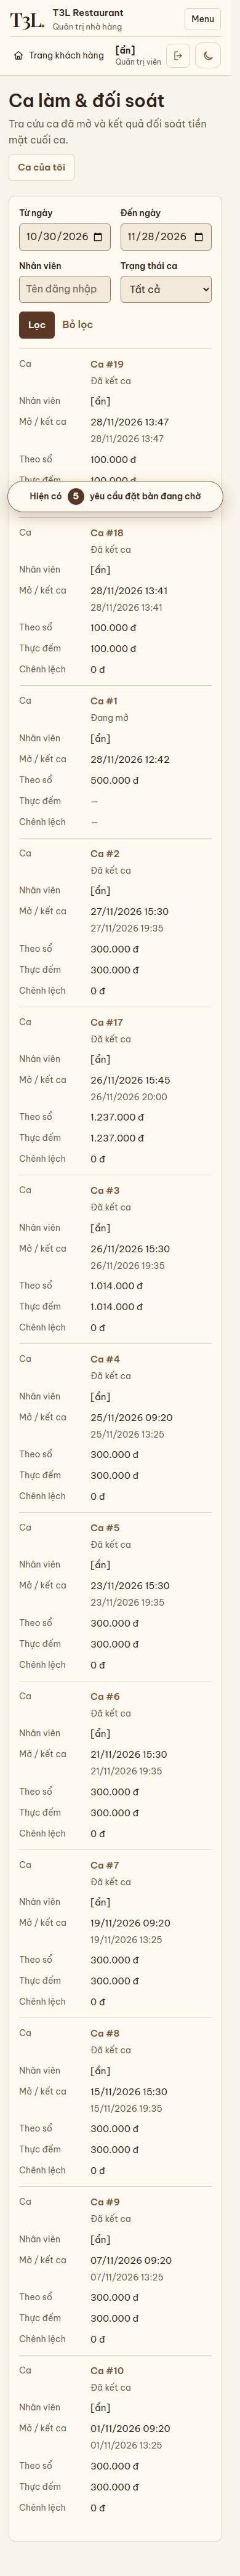 T3L.
T3L Restaurant
Quản trị nhà hàng
Menu
Trang khách hàng
[ẩn]
Quản trị viên
Ca làm & đối soát
Tra cứu ca đã mở và kết quả đối soát tiền
mặt cuối ca.
Ca của tôi
Từ ngày
Đến ngày
10/30/2026
11/28/2026
Nhân viên
Trạng thái ca
Tên đăng nhập
Tất cả
Lọc
Bỏ lọc
Ca
Ca #19
Đã kết ca
Nhân viên
[ẩn]
Mở / kết ca
28/11/2026 13:47
28/11/2026 13:47
Theo sổ
100.000 đ
Thực đếm
100.000 đ
Hiện có 5 yêu cầu đặt bàn đang chờ
Ca
Ca #18
Đã kết ca
Nhân viên
[ẩn]
Mở / kết ca
28/11/2026 13:41
28/11/2026 13:41
Theo sổ
100.000 đ
Thực đếm
100.000 đ
Chênh lệch
0 đ
Ca
Ca #1
Đang mở
Nhân viên
[ẩn]
Mở / kết ca
28/11/2026 12:42
Theo sổ
500.000 đ
Thực đếm
—
Chênh lệch
—
Ca
Ca #2
Đã kết ca
Nhân viên
[ẩn]
Mở / kết ca
27/11/2026 15:30
27/11/2026 19:35
Theo sổ
300.000 đ
Thực đếm
300.000 đ
Chênh lệch
0 đ
Ca
Ca #17
Đã kết ca
Nhân viên
[ẩn]
Mở / kết ca
26/11/2026 15:45
26/11/2026 20:00
Theo sổ
1.237.000 đ
Thực đếm
1.237.000 đ
Chênh lệch
0 đ
Ca
Ca #3
Đã kết ca
Nhân viên
[ẩn]
Mở / kết ca
26/11/2026 15:30
26/11/2026 19:35
Theo sổ
1.014.000 đ
Thực đếm
1.014.000 đ
Chênh lệch
0 đ
Ca
Ca #4
Đã kết ca
Nhân viên
[ẩn]
Mở / kết ca
25/11/2026 09:20
25/11/2026 13:25
Theo sổ
300.000 đ
Thực đếm
300.000 đ
Chênh lệch
0 đ
Ca
Ca #5
Đã kết ca
Nhân viên
[ẩn]
Mở / kết ca
23/11/2026 15:30
23/11/2026 19:35
Theo sổ
300.000 đ
Thực đếm
300.000 đ
Chênh lệch
0 đ
Ca
Ca #6
Đã kết ca
Nhân viên
[ẩn]
Mở / kết ca
21/11/2026 15:30
21/11/2026 19:35
Theo sổ
300.000 đ
Thực đếm
300.000 đ
Chênh lệch
0 đ
Ca
Ca #7
Đã kết ca
Nhân viên
[ẩn]
Mở / kết ca
19/11/2026 09:20
19/11/2026 13:25
Theo sổ
300.000 đ
Thực đếm
300.000 đ
Chênh lệch
0 đ
Ca
Ca #8
Đã kết ca
Nhân viên
[ẩn]
Mở / kết ca
15/11/2026 15:30
15/11/2026 19:35
Theo sổ
300.000 đ
Thực đếm
300.000 đ
Chênh lệch
0 đ
Ca
Ca #9
Đã kết ca
Nhân viên
[ẩn]
Mở / kết ca
07/11/2026 09:20
07/11/2026 13:25
Theo sổ
300.000 đ
Thực đếm
300.000 đ
Chênh lệch
0 đ
Ca
Ca #10
Đã kết ca
Nhân viên
[ẩn]
Mở / kết ca
01/11/2026 09:20
01/11/2026 13:25
Theo sổ
300.000 đ
Thực đếm
300.000 đ
Chênh lệch
0 đ